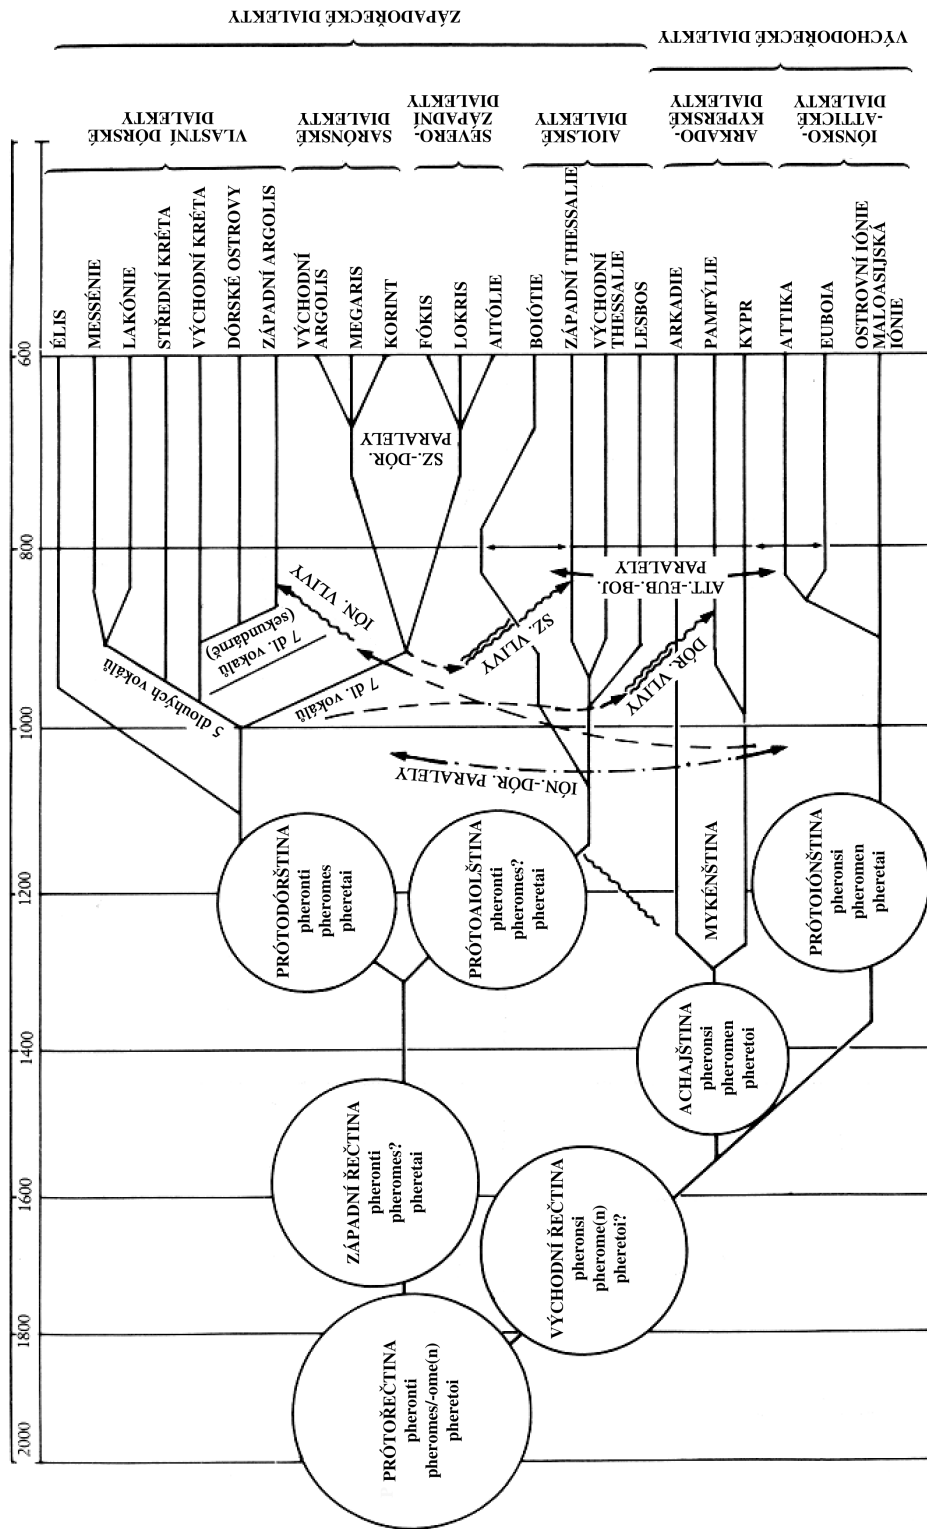 2000
1800
1600
1400
1200
1000
800
600
PRÓTOŘEČTINA
pheronti
pheromes/-ome(n)
pheretoi
ZÁPADNÍ ŘEČTINA
pheronti
pheromes?
pheretai
VÝCHODNÍ ŘEČTINA
pheronsi
pherome(n)
pheretoi?
ACHAJŠTINA
pheronsi
pheromen
pheretoi
PRÓTODÓRŠTINA
pheronti
pheromes
pheretai
PRÓTOAIOLŠTINA
pheronti
pheromes?
pheretai
MYKÉNŠTINA
PRÓTOIÓNŠTINA
pheronsi
pheromen
pheretai
5 dlouhých vokálů
7 dl. vokálů
(sekundárně)
7 dl. vokálů
IÓN. VLIVY
IÓN.-DÓR. PARALELY
SZ. VLIVY
DÓR. VLIVY
ATT.-EUB.-BOJ.
PARALELY
SZ.-DÓR.
PARALELY
ÉLIS
MESSÉNIE
LAKÓNIE
STŘEDNÍ KRÉTA
VÝCHODNÍ KRÉTA
DÓRSKÉ OSTROVY
ZÁPADNÍ ARGOLIS
VÝCHODNÍ
ARGOLIS
MEGARIS
KORINT
FÓKIS
LOKRIS
AITÓLIE
BOIÓTIE
ZÁPADNÍ THESSALIE
VÝCHODNÍ
THESSALIE
LESBOS
ARKADIE
PAMFÝLIE
KYPR
ATTIKA
EUBOIA
OSTROVNÍ IÓNIE
MALOASIJSKÁ
IÓNIE
VLASTNÍ DÓRSKÉ
DIALEKTY
SARÓNSKÉ
DIALEKTY
SEVERO-
ZÁPADNÍ
DIALEKTY
AIOLSKÉ
DIALEKTY
ARKADO-
KYPERSKÉ
DIALEKTY
IÓNSKO-
-ATTICKÉ
DIALEKTY
ZÁPADOŘECKÉ DIALEKTY
VÝCHODOŘECKÉ DIALEKTY